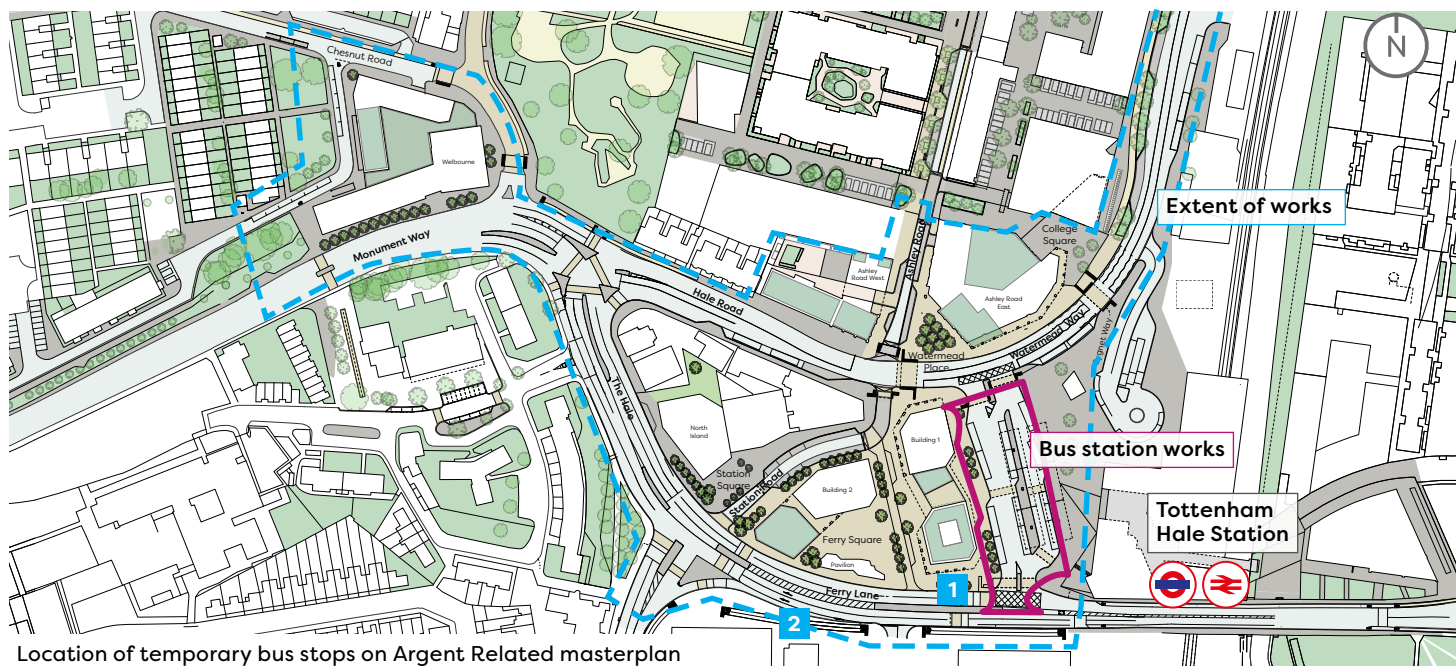 N
Chesnut Road
Welbourne
Extent of works
Monument Way
College
Square
Ashley Road
Ashley
Road West
Hale Road
Ashley Road
East
Watermead Way
Watermead
Place
The Hale
North
Island
Building 1
Bus station works
Station
Square
Station Road
Building 2
Tottenham
Hale Station
Ferry Square
Pavilion
Ferry Lane
1
2
Location of temporary bus stops on Argent Related masterplan